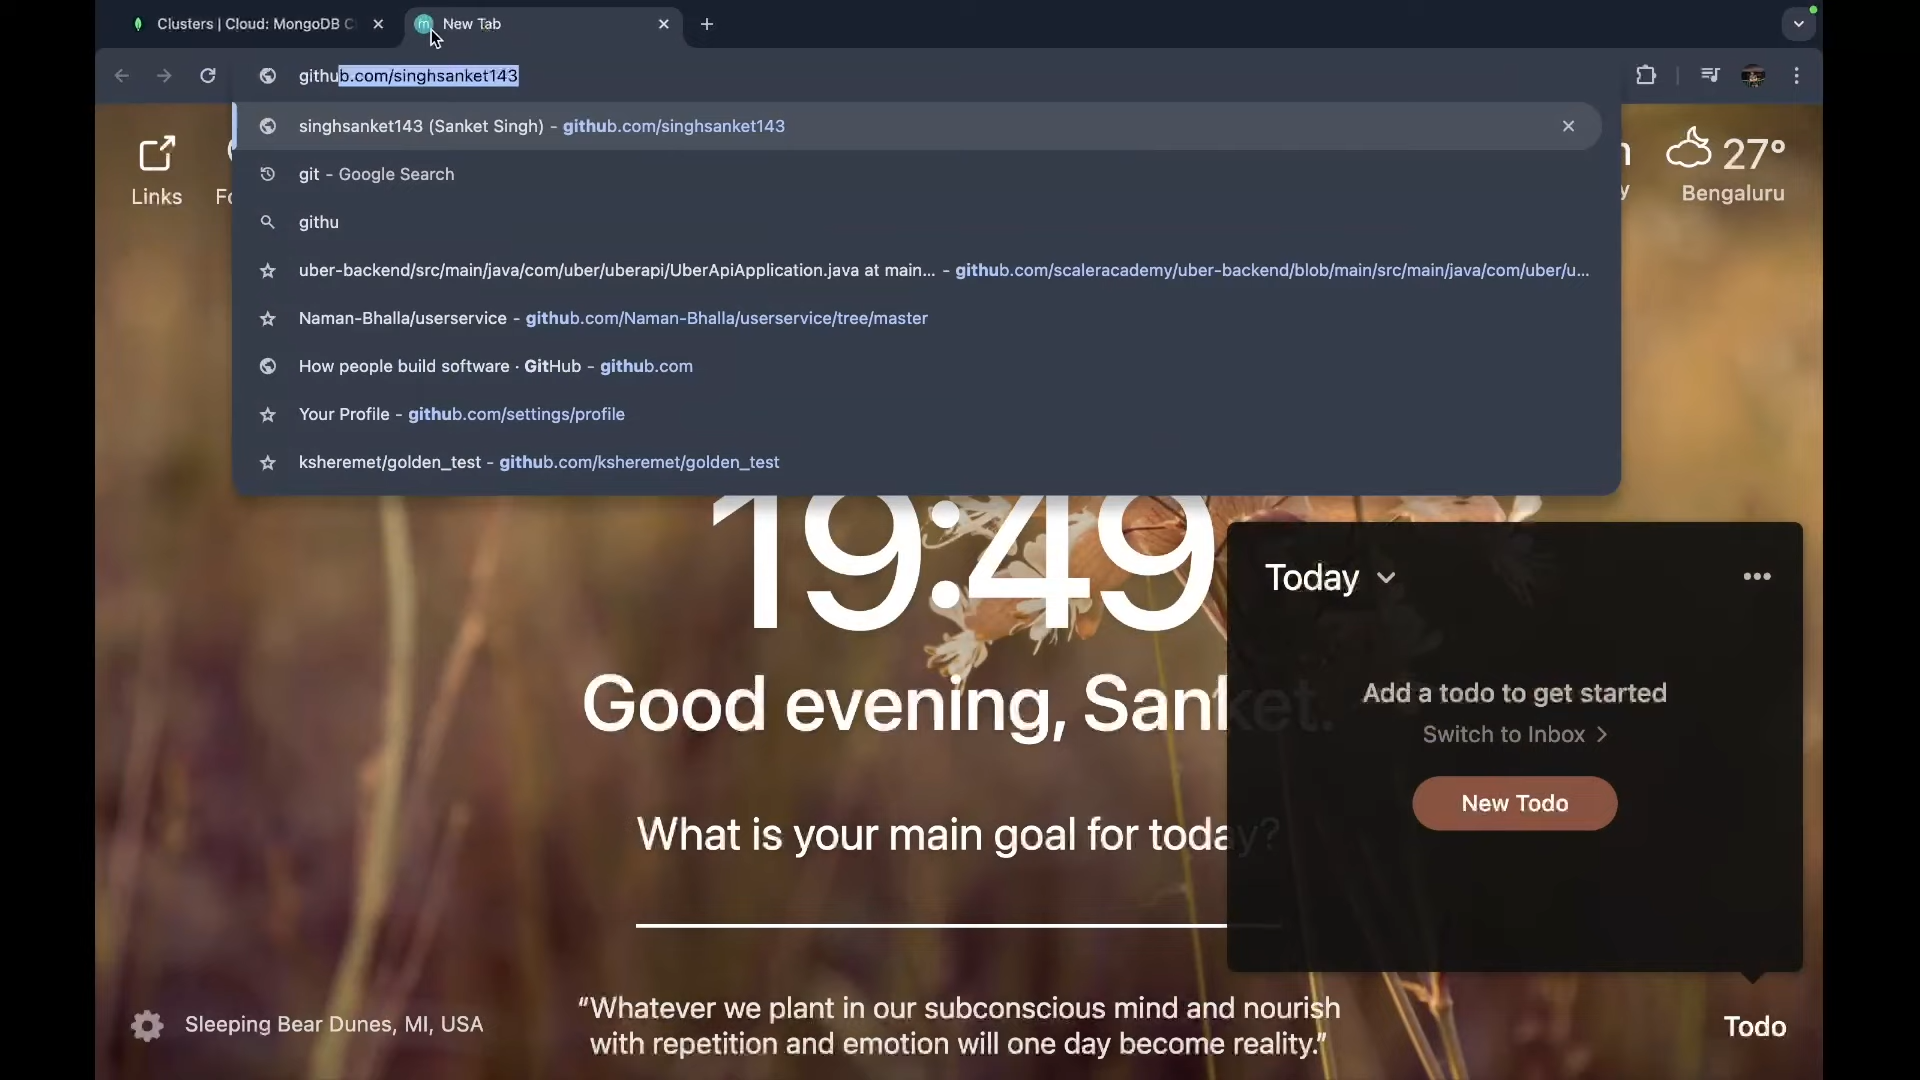 Clusters | Cloud: MongoDB C
New Tab
github.com/singhsanket143
singhsanket143 (Sanket Singh) - github.com/singhsanket143
git - Google Search
githu
uber-backend/src/main/java/com/uber/uberapi/UberApiApplication.java at main... - github.com/scaleracademy/uber-backend/blob/main/src/main/java/com/uber/u...
Naman-Bhalla/userservice - github.com/Naman-Bhalla/userservice/tree/master
How people build software · GitHub - github.com
Your Profile - github.com/settings/profile
ksheremet/golden_test - github.com/ksheremet/golden_test
Links
27°
Bengaluru
19:49
Good evening, Sanket.
What is your main goal for today?
Today
Add a todo to get started
Switch to Inbox >
New Todo
Sleeping Bear Dunes, MI, USA
“Whatever we plant in our subconscious mind and nourish
with repetition and emotion will one day become reality.”
Todo